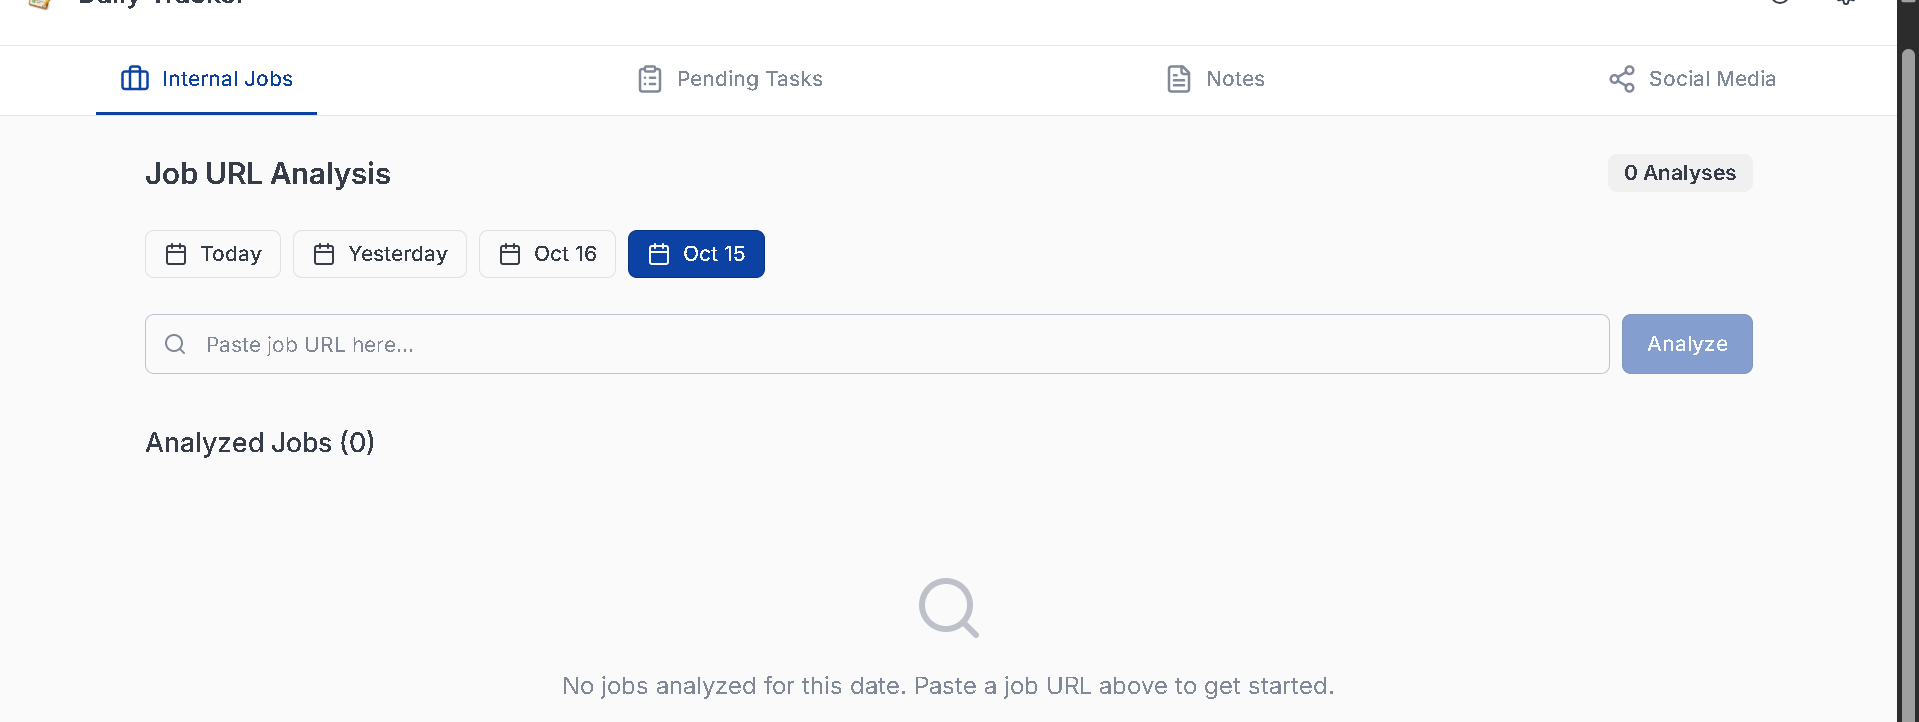 Daily Tracker
Internal Jobs
Pending Tasks
Notes
Social Media
Job URL Analysis
0 Analyses
Today
Yesterday
Oct 16
Oct 15
Paste job URL here...
Analyze
Analyzed Jobs (0)
No jobs analyzed for this date. Paste a job URL above to get started.